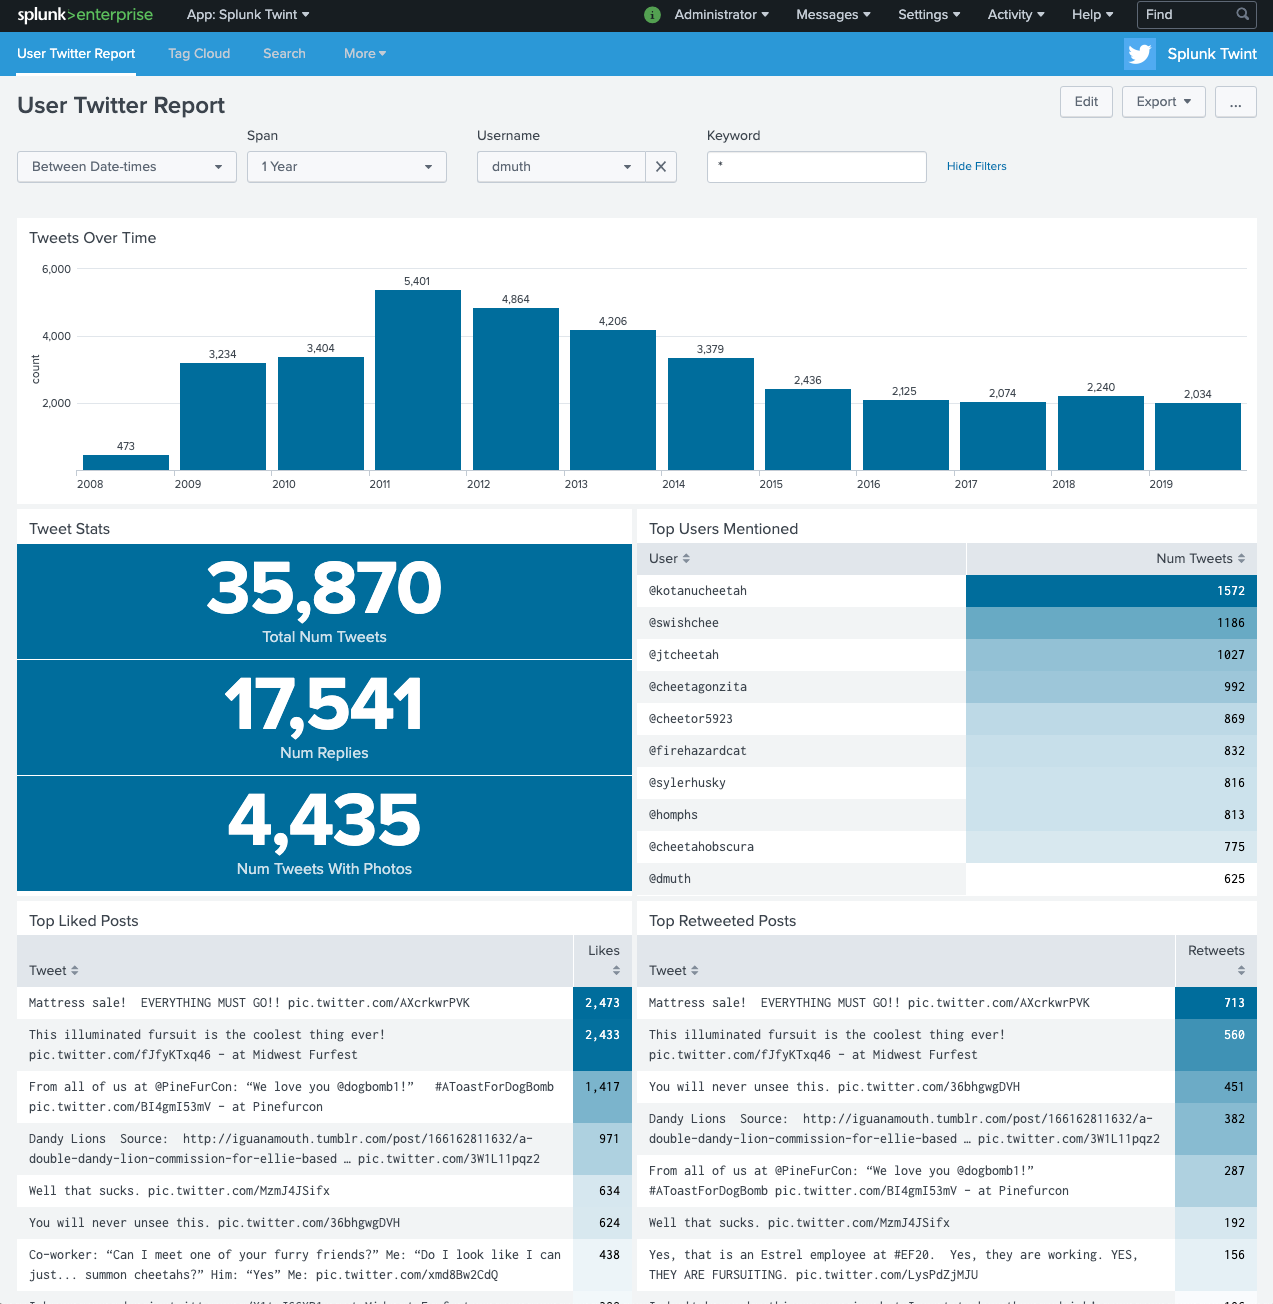 splunk>enterprise App: Splunk Twint i Administrator Messages Settings Activity Help Find
User Twitter Report Tag Cloud Search More Splunk Twint
User Twitter Report Edit Export ...
Span Username Keyword
Between Date-times 1 Year dmuth * Hide Filters
Tweets Over Time
6,000
4,000
2,000
count
473 3,234 3,404 5,401 4,864 4,206 3,379 2,436 2,125 2,074 2,240 2,034
2008 2009 2010 2011 2012 2013 2014 2015 2016 2017 2018 2019
Tweet Stats
35,870
Total Num Tweets
17,541
Num Replies
4,435
Num Tweets With Photos
Top Users Mentioned
User Num Tweets
@kotanucheetah 1572
@swishchee 1186
@jtcheetah 1027
@cheetagonzita 992
@cheetor5923 869
@firehazardcat 832
@sylerhusky 816
@homphs 813
@cheetahobscura 775
@dmuth 625
Top Liked Posts
Tweet Likes
Mattress sale! EVERYTHING MUST GO!! pic.twitter.com/AXcrkwrPVK 2,473
This illuminated fursuit is the coolest thing ever! 2,433
pic.twitter.com/fJfyKTxq46 – at Midwest Furfest
From all of us at @PineFurCon: “We love you @dogbomb1!” #AToastForDogBomb 1,417
pic.twitter.com/BI4gmI53mV – at Pinefurcon
Dandy Lions Source: http://iguanamouth.tumblr.com/post/166162811632/a- 971
double-dandy-lion-commission-for-ellie-based … pic.twitter.com/3W1L11pqz2
Well that sucks. pic.twitter.com/MzmJ4JSifx 634
You will never unsee this. pic.twitter.com/36bhgwgDVH 624
Co-worker: “Can I meet one of your furry friends?” Me: “Do I look like I can 438
just... summon cheetahs?” Him: “Yes” Me: pic.twitter.com/xmd8Bw2CdQ
Top Retweeted Posts
Tweet Retweets
Mattress sale! EVERYTHING MUST GO!! pic.twitter.com/AXcrkwrPVK 713
This illuminated fursuit is the coolest thing ever! 560
pic.twitter.com/fJfyKTxq46 – at Midwest Furfest
You will never unsee this. pic.twitter.com/36bhgwgDVH 451
Dandy Lions Source: http://iguanamouth.tumblr.com/post/166162811632/a- 382
double-dandy-lion-commission-for-ellie-based … pic.twitter.com/3W1L11pqz2
From all of us at @PineFurCon: “We love you @dogbomb1!” 287
#AToastForDogBomb pic.twitter.com/BI4gmI53mV – at Pinefurcon
Well that sucks. pic.twitter.com/MzmJ4JSifx 192
Yes, that is an Estrel employee at #EF20. Yes, they are working. YES, 156
THEY ARE FURSUITING. pic.twitter.com/LysPdZjMJU